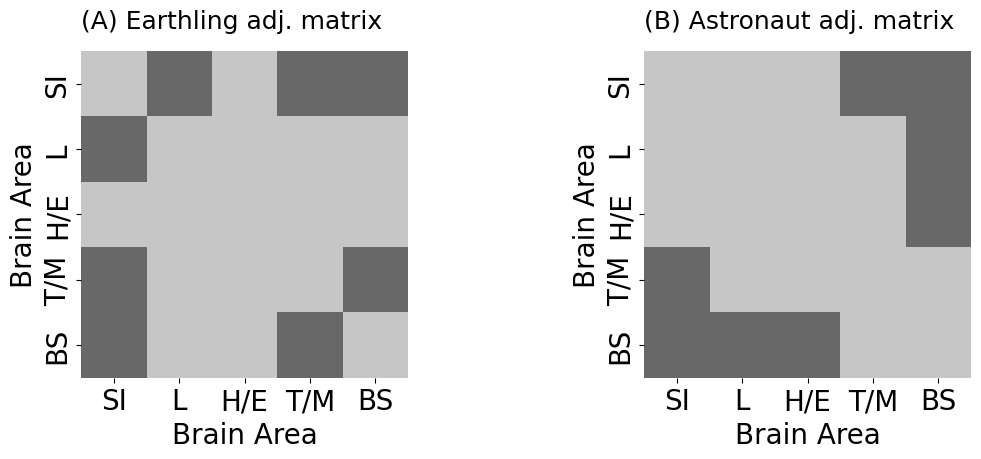 (A) Earthling adj. matrix
Brain Area
SI
L
H/E
T/M
BS
SI L H/E T/M BS
Brain Area
(B) Astronaut adj. matrix
Brain Area
SI
L
H/E
T/M
BS
SI L H/E T/M BS
Brain Area